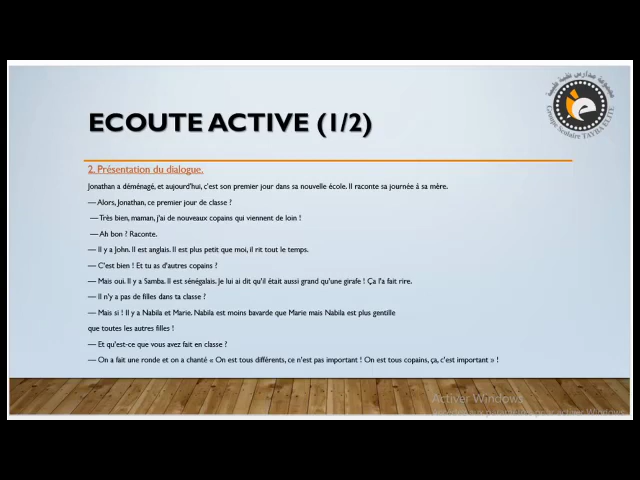 ECOUTE ACTIVE (1/2)
Groupe Scolaire TAYBA ELITE
2. Présentation du dialogue.
Jonathan a déménagé, et aujourd'hui, c'est son premier jour dans sa nouvelle école. Il raconte sa journée à sa mère.
— Alors, Jonathan, ce premier jour de classe ?
— Très bien, maman, j'ai de nouveaux copains qui viennent de loin !
— Ah bon ? Raconte.
— Il y a John. Il est anglais. Il est plus petit que moi, il rit tout le temps.
— C'est bien ! Et tu as d'autres copains ?
— Mais oui. Il y a Samba. Il est sénégalais. Je lui ai dit qu'il était aussi grand qu'une girafe ! Ça l'a fait rire.
— Il n'y a pas de filles dans ta classe ?
— Mais si ! Il y a Nabila et Marie. Nabila est moins bavarde que Marie mais Nabila est plus gentille
que toutes les autres filles !
— Et qu'est-ce que vous avez fait en classe ?
— On a fait une ronde et on a chanté « On est tous différents, ce n'est pas important ! On est tous copains, ça, c'est important » !
Activer Windows